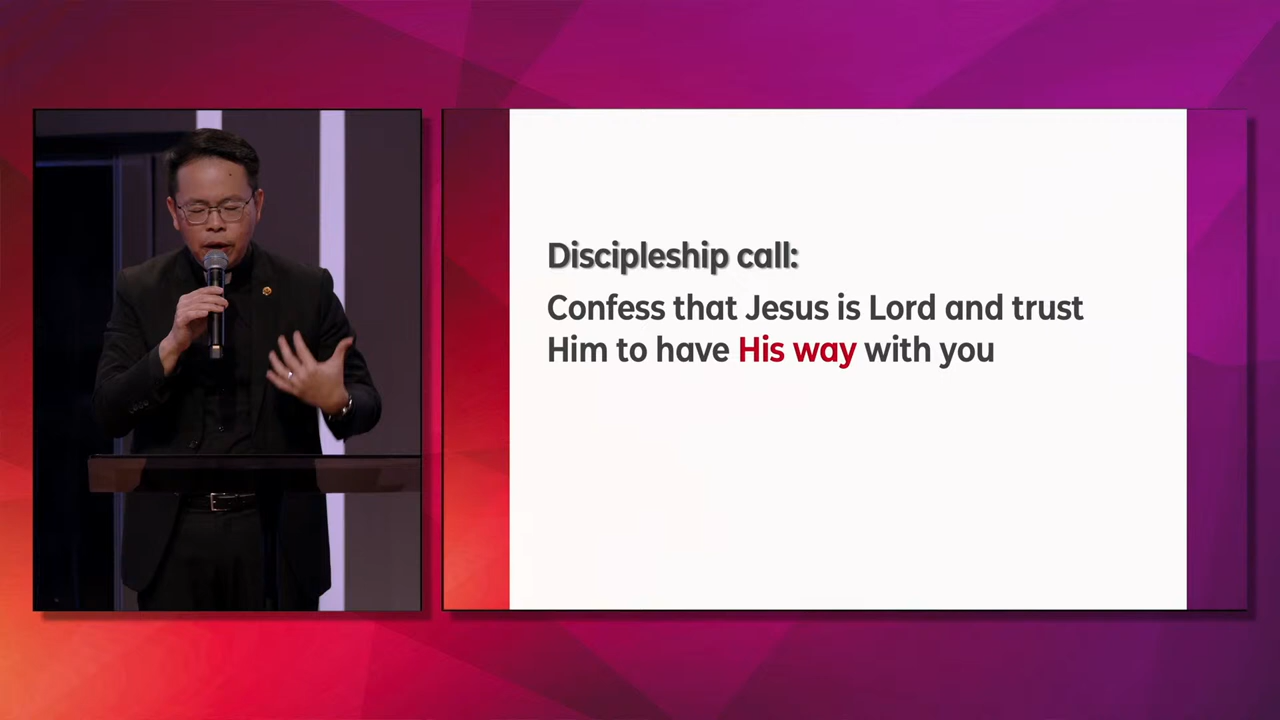 Discipleship call:
Confess that Jesus is Lord and trust
Him to have His way with you